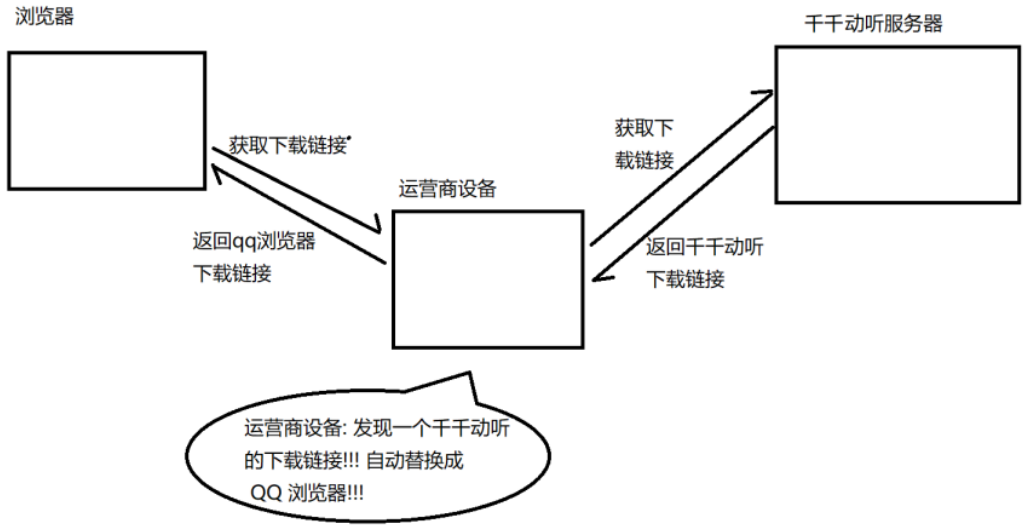 浏览器
千千动听服务器
获取下载链接
获取下
载链接
运营商设备
返回qq浏览器
下载链接
返回千千动听
下载链接
运营商设备: 发现一个千千动听
的下载链接!!! 自动替换成
QQ 浏览器!!!